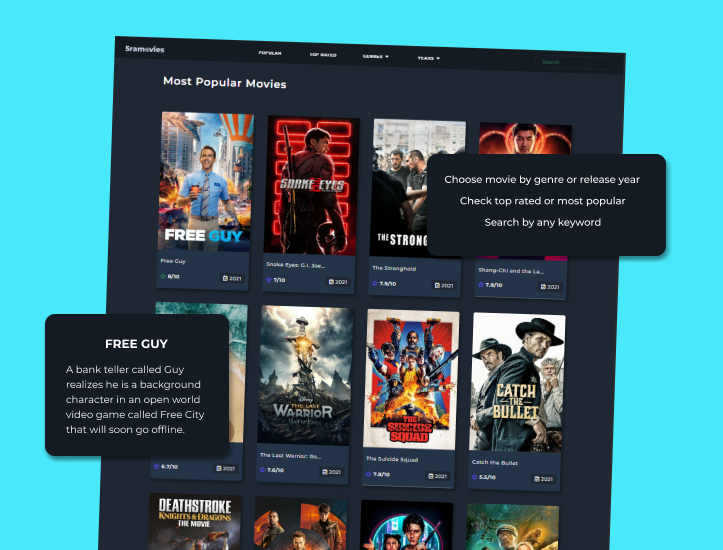 Sramovies
POPULAR
TOP RATED
GENRES
YEARS
Search
Most Popular Movies
SNAKE EYES
FREE GUY
THE STRONG
Free Guy
8/10
2021
Snake Eyes: G.I. Joe...
7/10
2021
The Stronghold
7.9/10
2021
Shang-Chi and the Le...
7.8/10
2021
Choose movie by genre or release year
Check top rated or most popular
Search by any keyword
FREE GUY
A bank teller called Guy
realizes he is a background
character in an open world
video game called Free City
that will soon go offline.
6.7/10
2021
Disney
THE LAST
WARRIOR
The Last Warrior: Ro...
7.6/10
2021
THE
SUICIDE
SQUAD
The Suicide Squad
7.8/10
2021
CATCH
THE
BULLET
Catch the Bullet
5.5/10
2021
DEATHSTROKE
KNIGHTS & DRAGONS
THE MOVIE